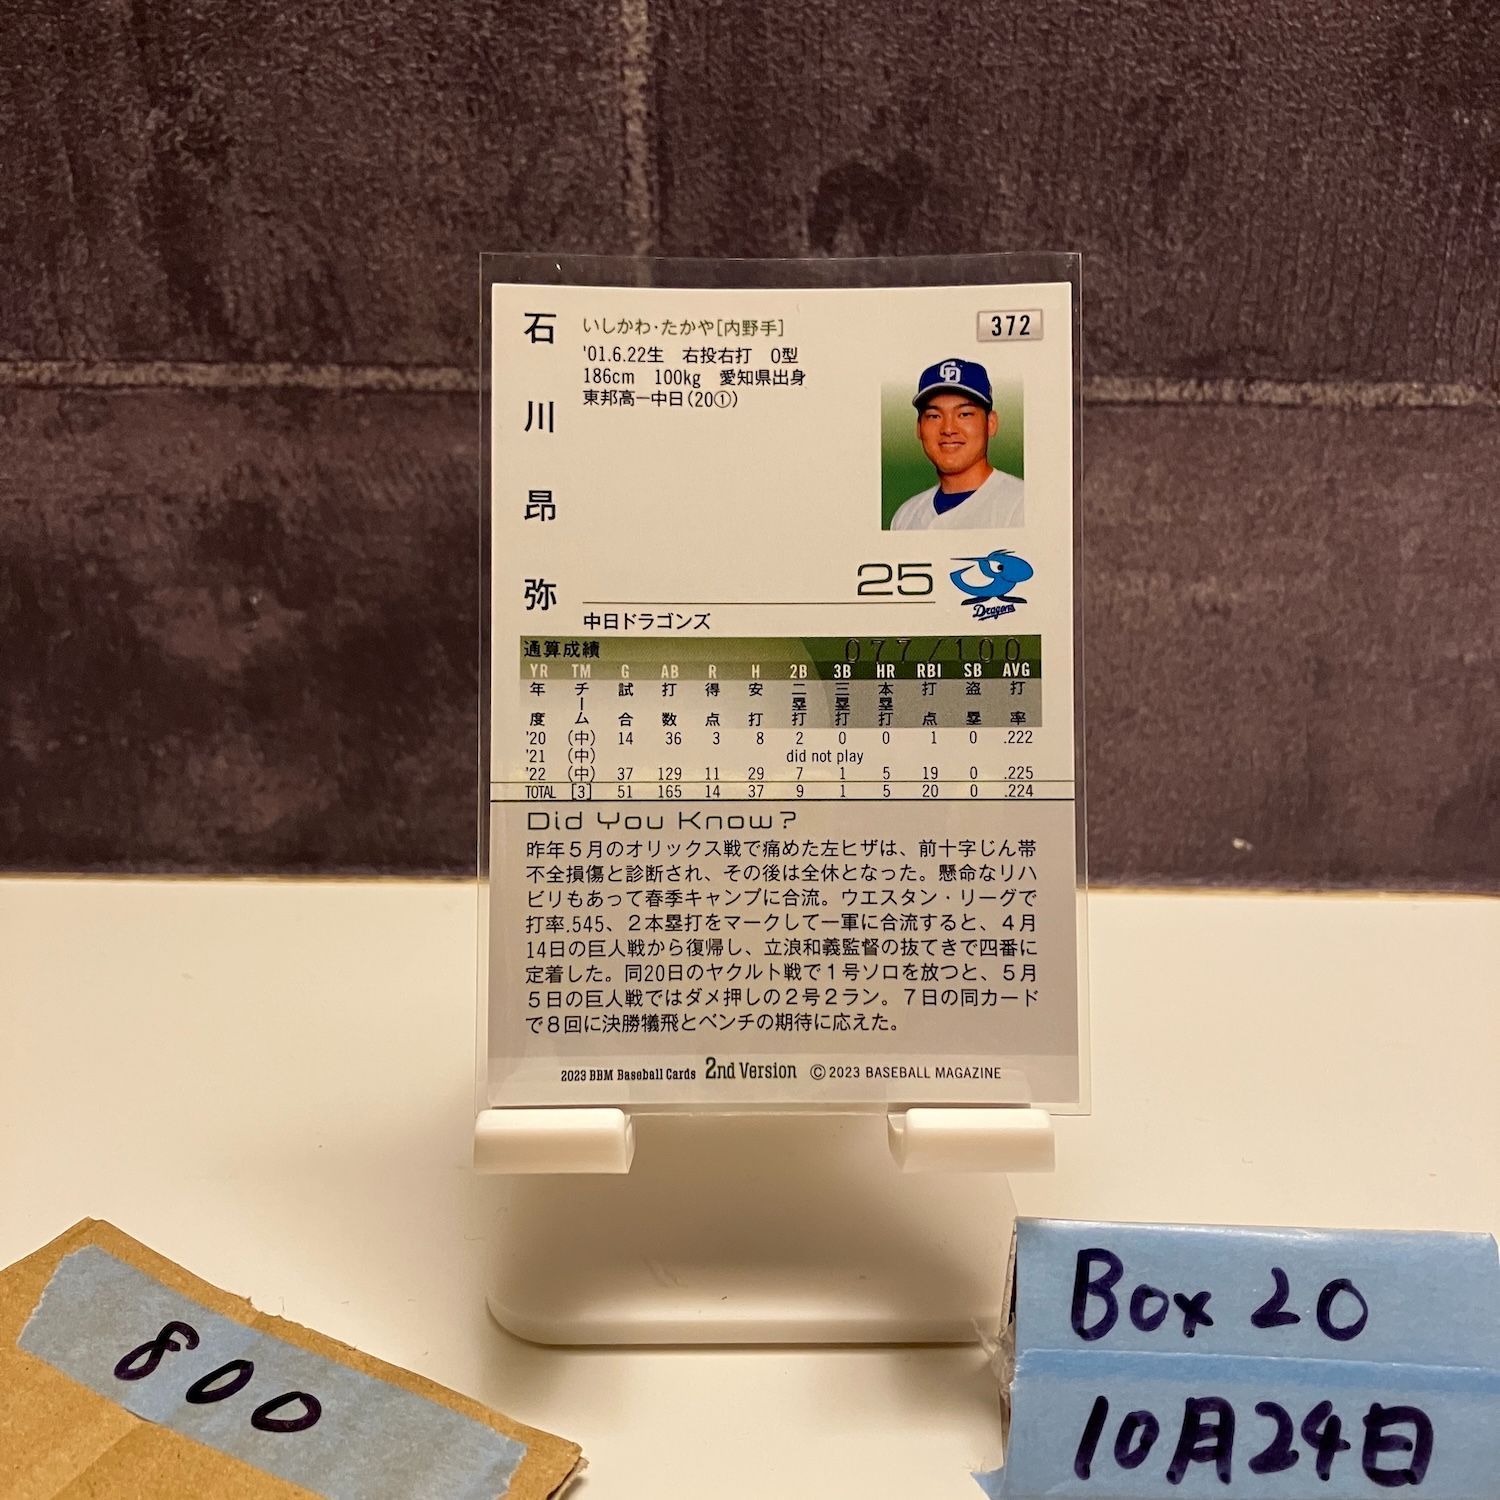 石川昂弥
いしかわ・たかや[内野手]
372
'01.6.22生 右投右打 O型
186cm 100kg 愛知県出身
東邦高ー中日(20①)
CD
25
Dragons
中日ドラゴンズ
通算成績 077/100
YR TM G AB R H 2B 3B HR RBI SB AVG
年度 チーム 試合 打数 得点 安打 二塁打 三塁打 本塁打 打点 盗塁 打率
'20 (中) 14 36 3 8 2 0 0 1 0 .222
'21 (中) did not play
'22 (中) 37 129 11 29 7 1 5 19 0 .225
TOTAL [3] 51 165 14 37 9 1 5 20 0 .224
Did You Know?
昨年5月のオリックス戦で痛めた左ヒザは、前十字じん帯
不全損傷と診断され、その後は全休となった。懸命なリハ
ビリもあって春季キャンプに合流。ウエスタン・リーグで
打率.545、2本塁打をマークして一軍に合流すると、4月
14日の巨人戦から復帰し、立浪和義監督の抜てきで四番に
定着した。同20日のヤクルト戦で1号ソロを放つと、5月
5日の巨人戦ではダメ押しの2号2ラン。7日の同カード
で8回に決勝犠飛とベンチの期待に応えた。
2023 BBM Baseball Cards 2nd Version ©2023 BASEBALL MAGAZINE
800
Box 20
10月24日